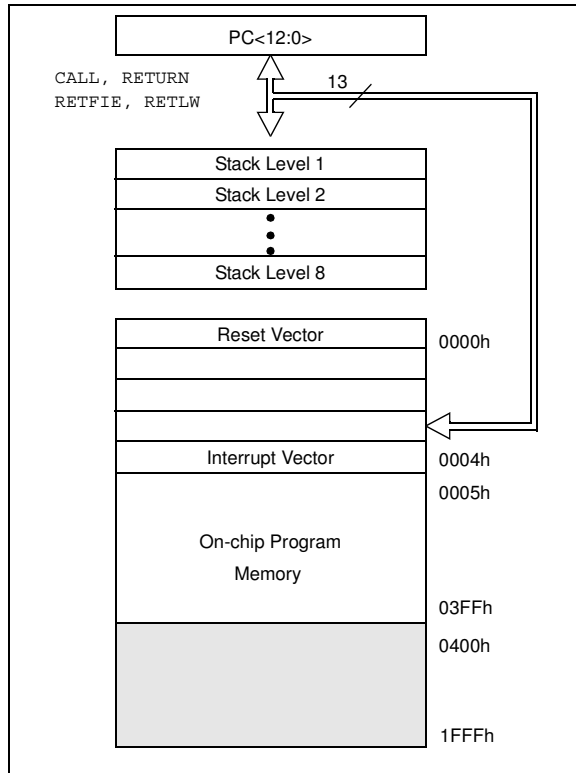 PC<12:0>
CALL, RETURN
RETFIE, RETLW
13
Stack Level 1
Stack Level 2
Stack Level 8
Reset Vector
0000h
Interrupt Vector
0004h
0005h
On-chip Program
Memory
03FFh
0400h
1FFFh